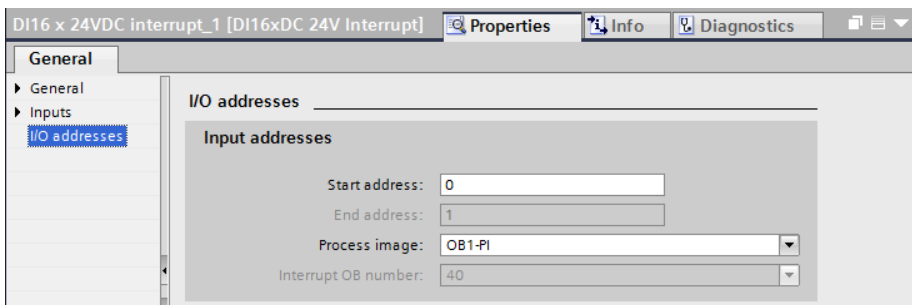 DI16 x 24VDC interrupt_1 [DI16xDC 24V Interrupt] Properties Info Diagnostics
General
General
Inputs
I/O addresses
I/O addresses
Input addresses
Start address: 0
End address: 1
Process image: OB1-PI
Interrupt OB number: 40